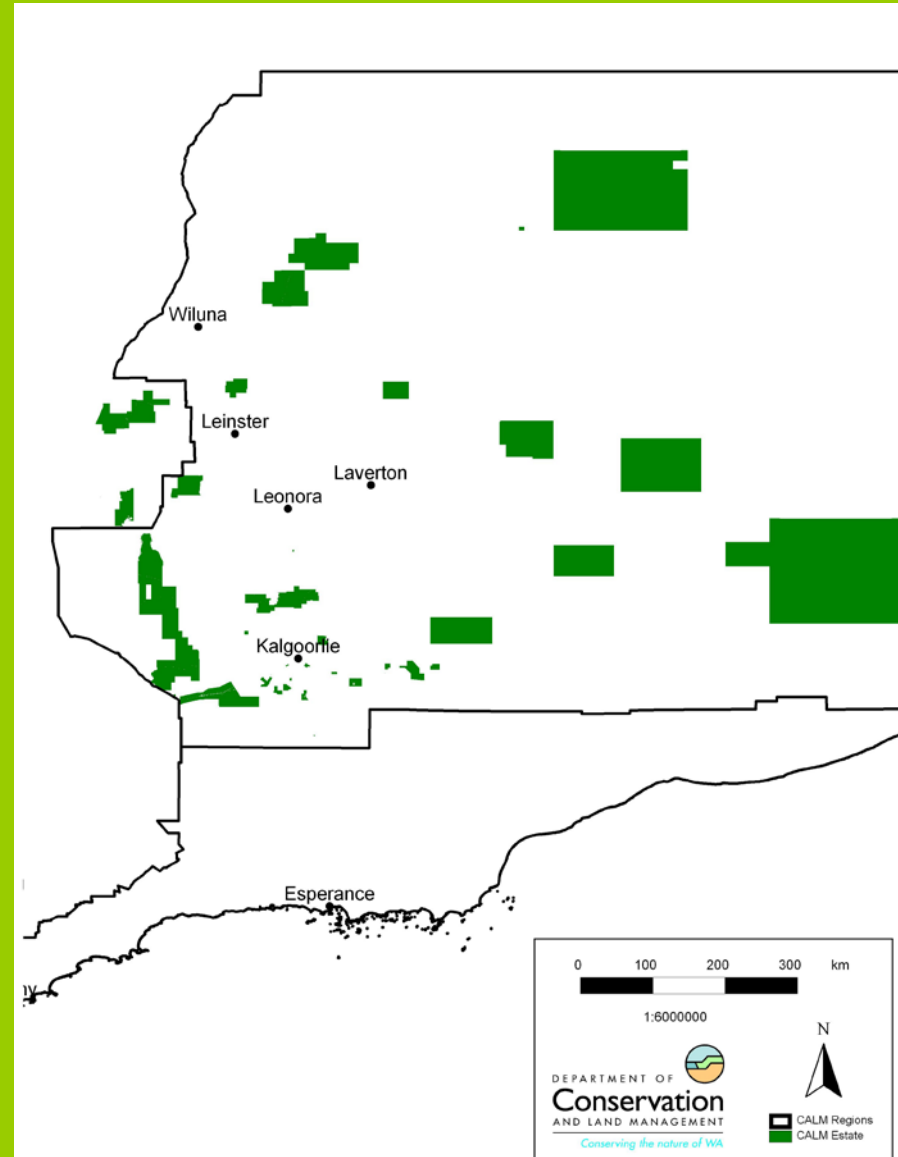 Wiluna
Leinster
Laverton
Leonora
Kalgoorlie
Esperance
0 100 200 300 km
1:6000000
N
DEPARTMENT OF
Conservation
AND LAND MANAGEMENT
Conserving the nature of WA
CALM Regions
CALM Estate